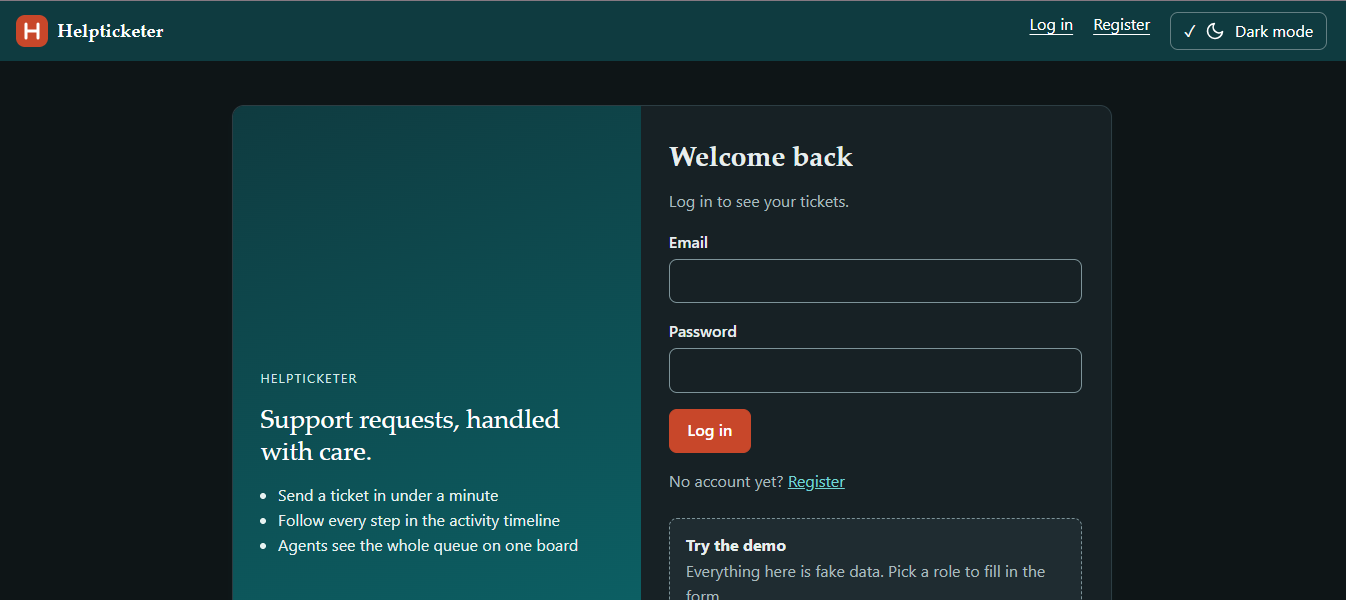 H Helpticketer
Log in Register ✓ Dark mode
HELPTICKETER
Support requests, handled
with care.
Send a ticket in under a minute
Follow every step in the activity timeline
Agents see the whole queue on one board
Welcome back
Log in to see your tickets.
Email
Password
Log in
No account yet? Register
Try the demo
Everything here is fake data. Pick a role to fill in the
form.